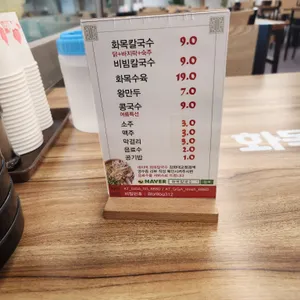 화목칼국수 9.0
닭+바지락+숙주
비빔칼국수 9.0
화목수육 19.0
왕만두 7.0
콩국수 9.0
여름특선
소주 3.0
맥주 3.0
막걸리 3.0
음료수 2.0
공기밥 1.0
NAVER